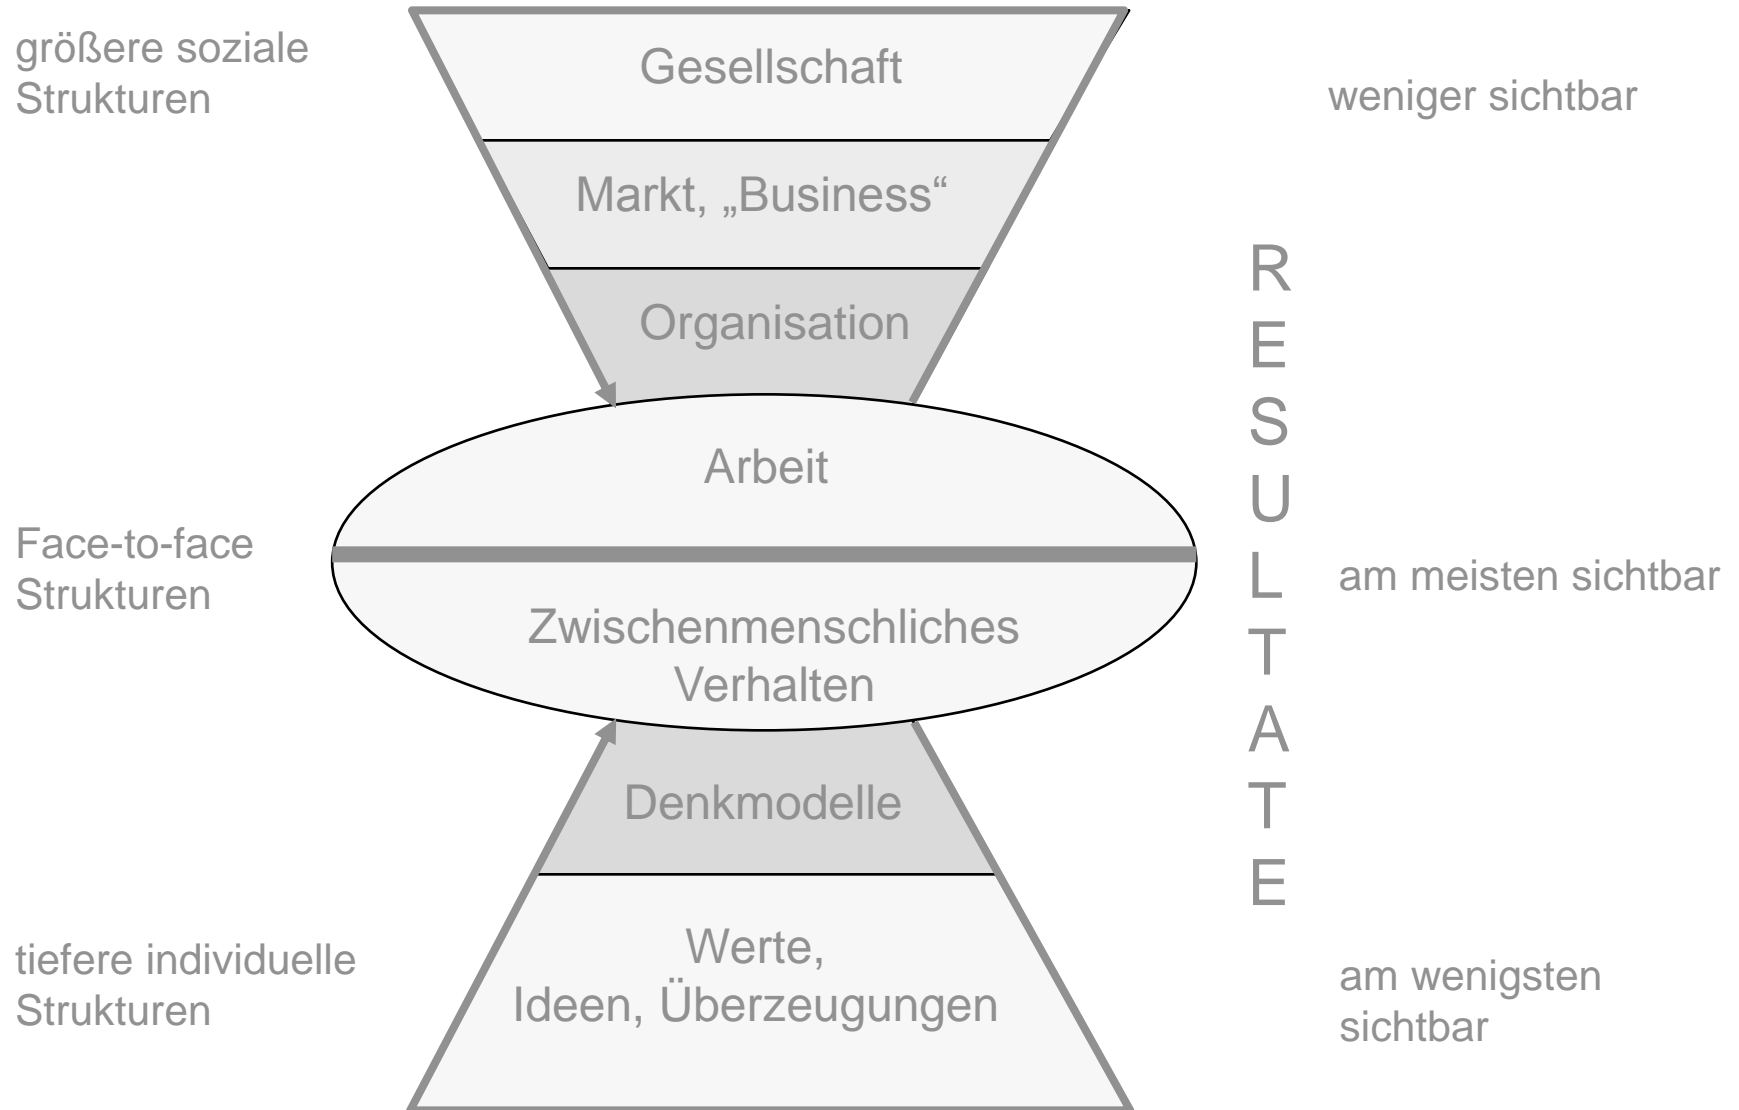 größere soziale
Strukturen
Gesellschaft
weniger sichtbar
Markt, „Business“
Organisation
Arbeit
Face-to-face
Strukturen
Zwischenmenschliches
Verhalten
am meisten sichtbar
R
E
S
U
L
T
A
T
E
Denkmodelle
tiefere individuelle
Strukturen
Werte,
Ideen, Überzeugungen
am wenigsten
sichtbar